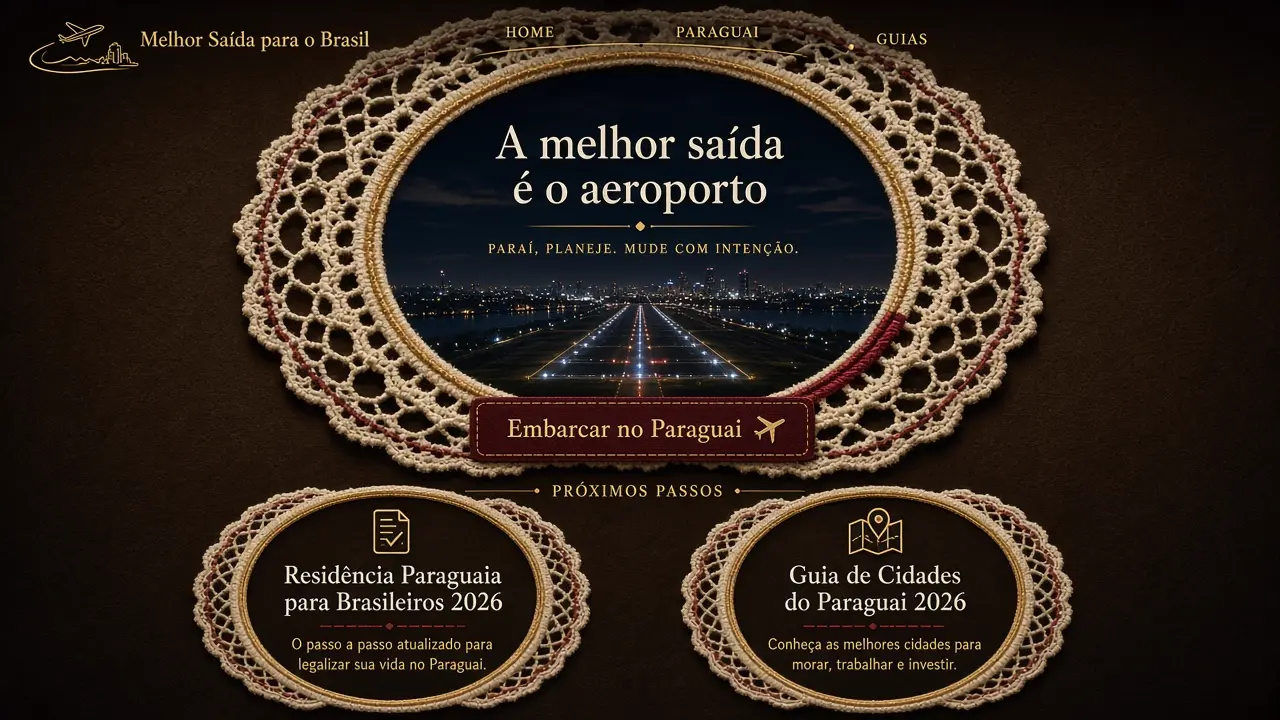 Melhor Saída para o Brasil
HOME
PARAGUAI
GUIAS
A melhor saída
é o aeroporto
PARAÍ, PLANEJE. MUDE COM INTENÇÃO.
Embarcar no Paraguai
PRÓXIMOS PASSOS
Residência Paraguaia
para Brasileiros 2026
O passo a passo atualizado para
legalizar sua vida no Paraguai.
Guia de Cidades
do Paraguai 2026
Conheça as melhores cidades para
morar, trabalhar e investir.